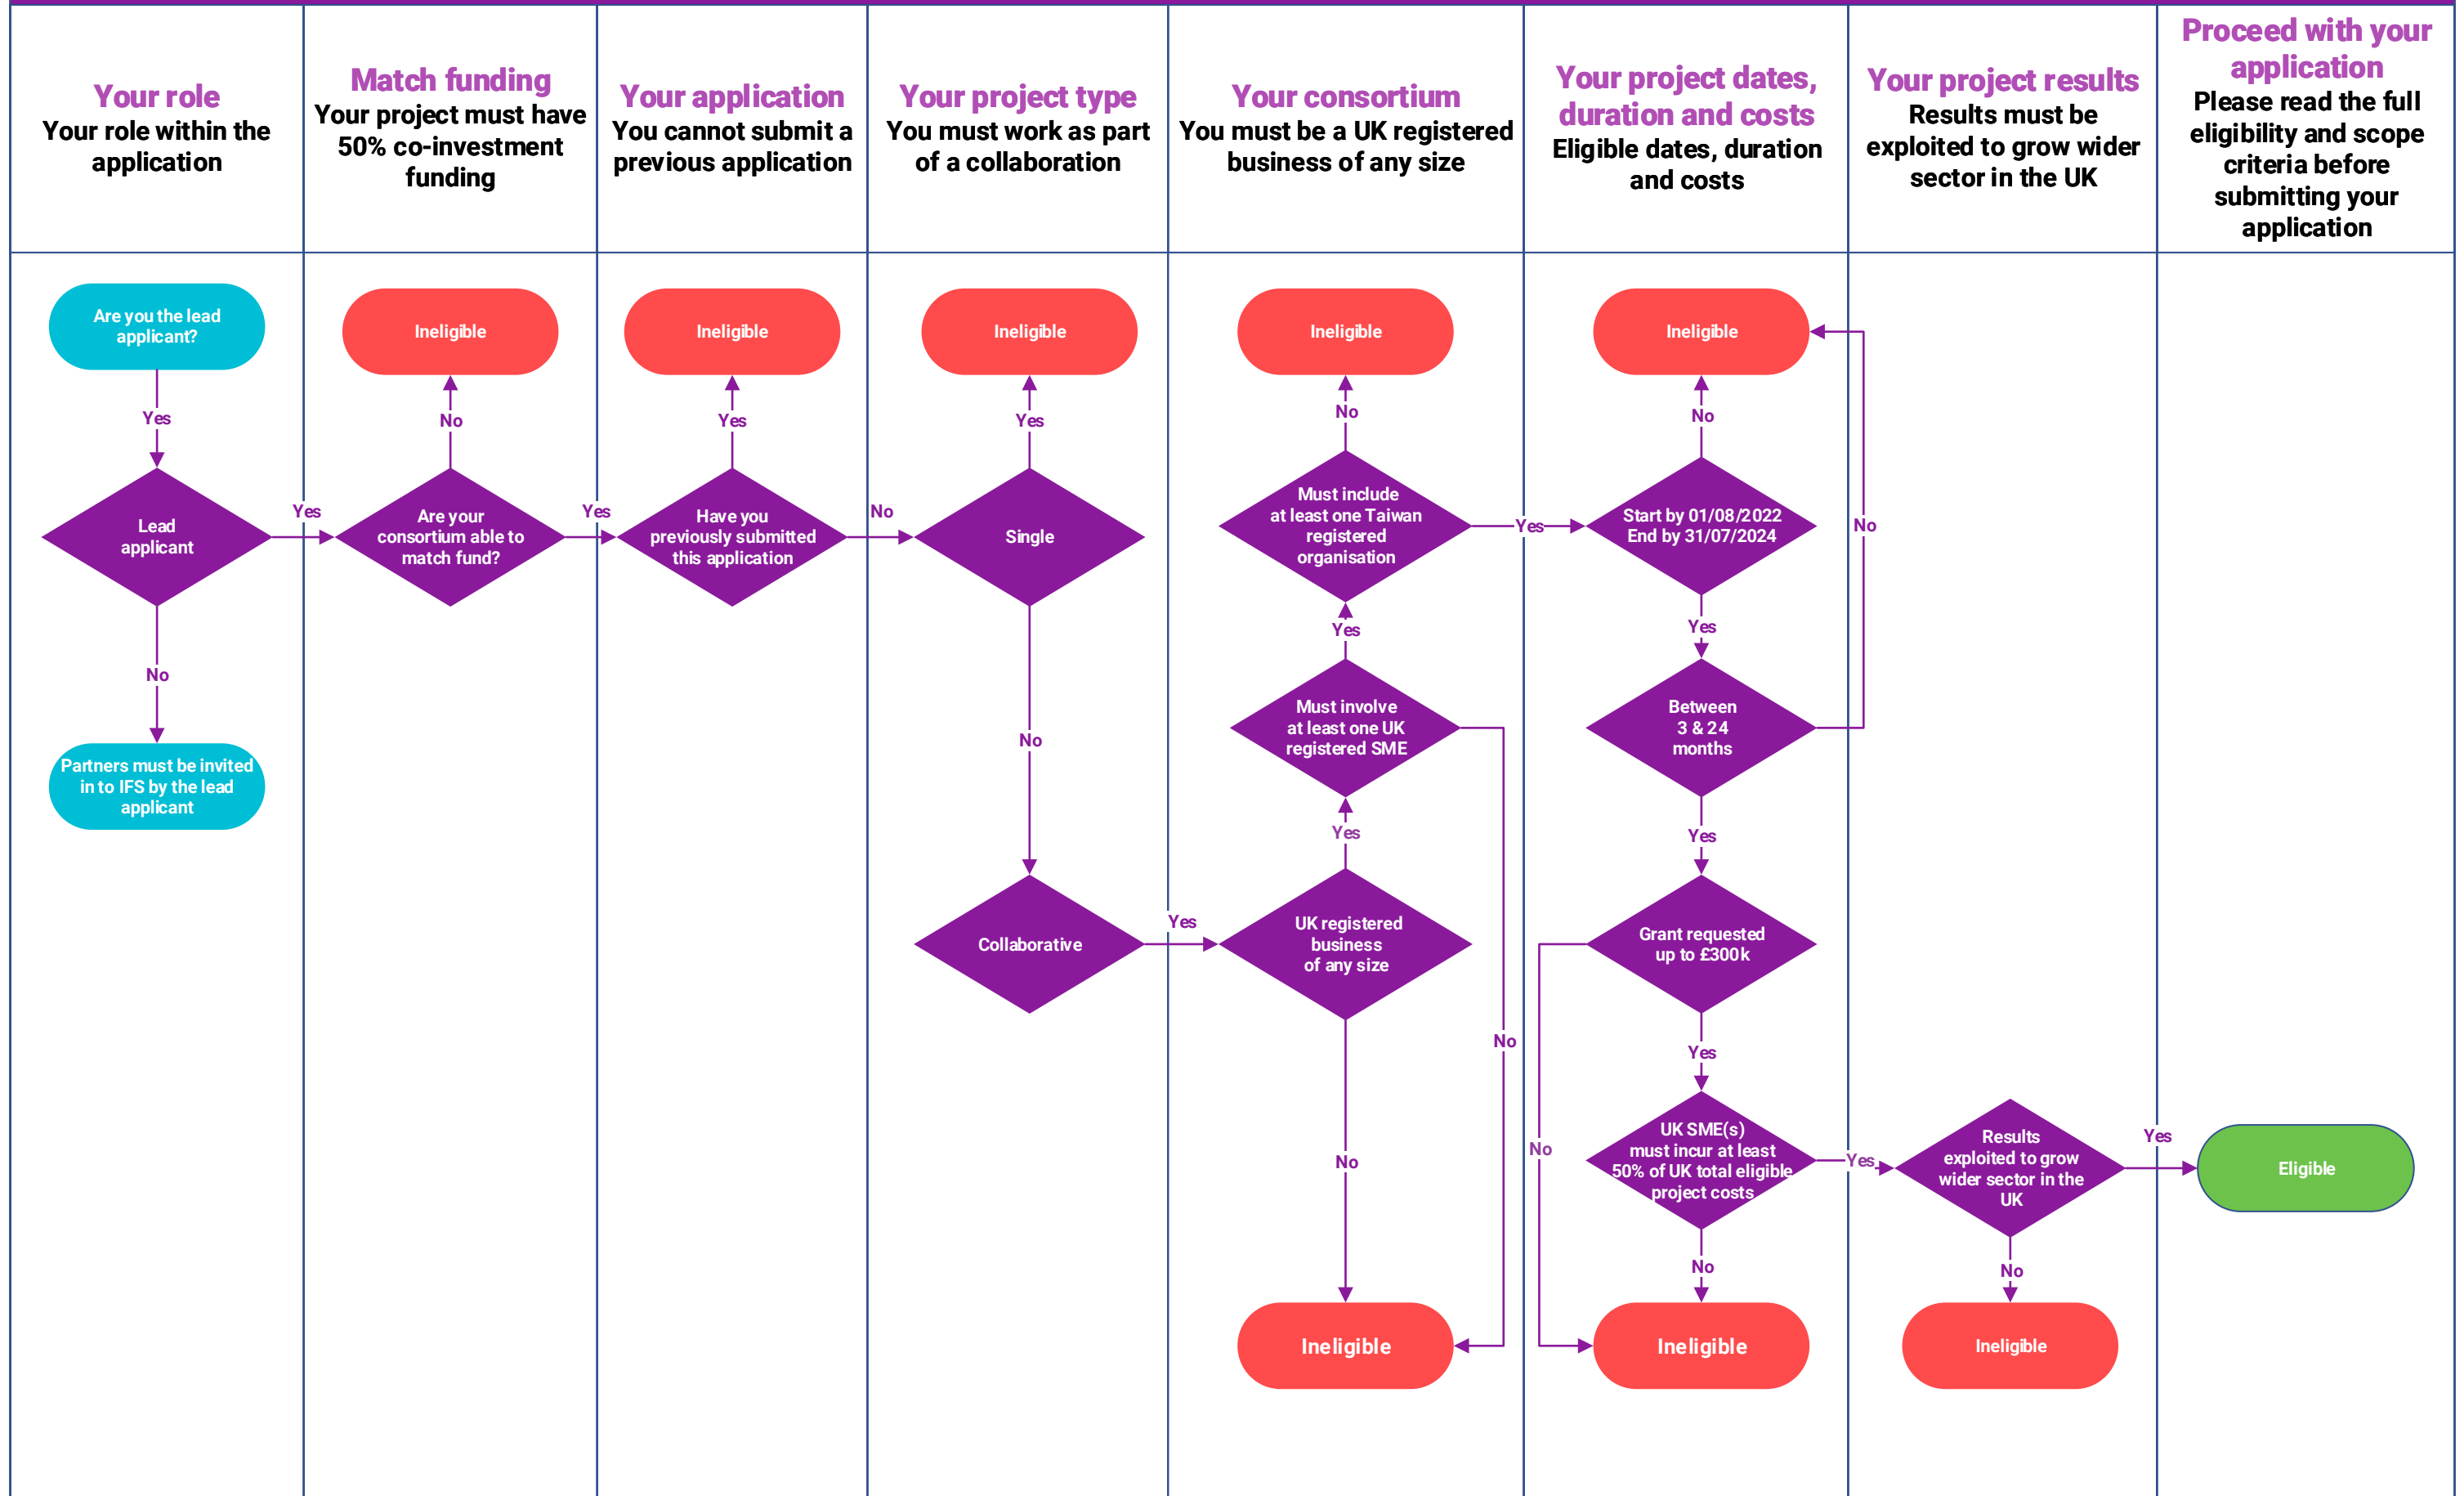 Your role
Your role within the
application
Match funding
Your project must have
50% co-investment
funding
Your application
You cannot submit a
previous application
Your project type
You must work as part
of a collaboration
Your consortium
You must be a UK registered
business of any size
Your project dates,
duration and costs
Eligible dates, duration
and costs
Your project results
Results must be
exploited to grow wider
sector in the UK
Proceed with your
application
Please read the full
eligibility and scope
criteria before
submitting your
application
Are you the lead
applicant?
Yes
Lead
applicant
Yes
No
Partners must be invited
in to IFS by the lead
applicant
Ineligible
No
Are your
consortium able to
match fund?
Yes
Ineligible
Yes
Have you
previously submitted
this application
No
Ineligible
Yes
Single
No
Collaborative
Yes
Ineligible
No
Must include
at least one Taiwan
registered
organisation
Yes
Yes
Must involve
at least one UK
registered SME
Yes
No
UK registered
business
of any size
No
Ineligible
Ineligible
No
Start by 01/08/2022
End by 31/07/2024
No
Yes
Between
3 & 24
months
Yes
Grant requested
up to £300k
Yes
No
UK SME(s)
must incur at least
50% of UK total eligible
project costs
Yes
No
Ineligible
Results
exploited to grow
wider sector in the
UK
Yes
No
Ineligible
Eligible